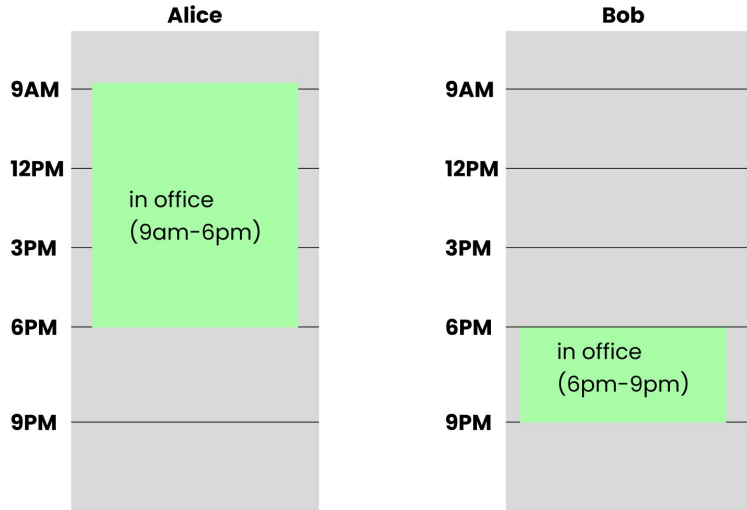 Alice
9AM
12PM
in office
(9am-6pm)
3PM
6PM
9PM
Bob
9AM
12PM
3PM
6PM
in office
(6pm-9pm)
9PM